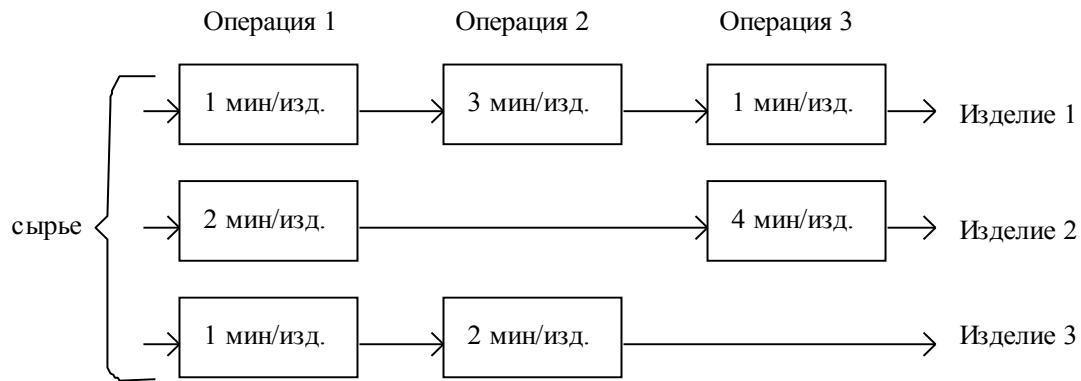 Операция 1 Операция 2 Операция 3
1 мин/изд. 3 мин/изд. 1 мин/изд. Изделие 1
сырье 2 мин/изд. 4 мин/изд. Изделие 2
1 мин/изд. 2 мин/изд. Изделие 3